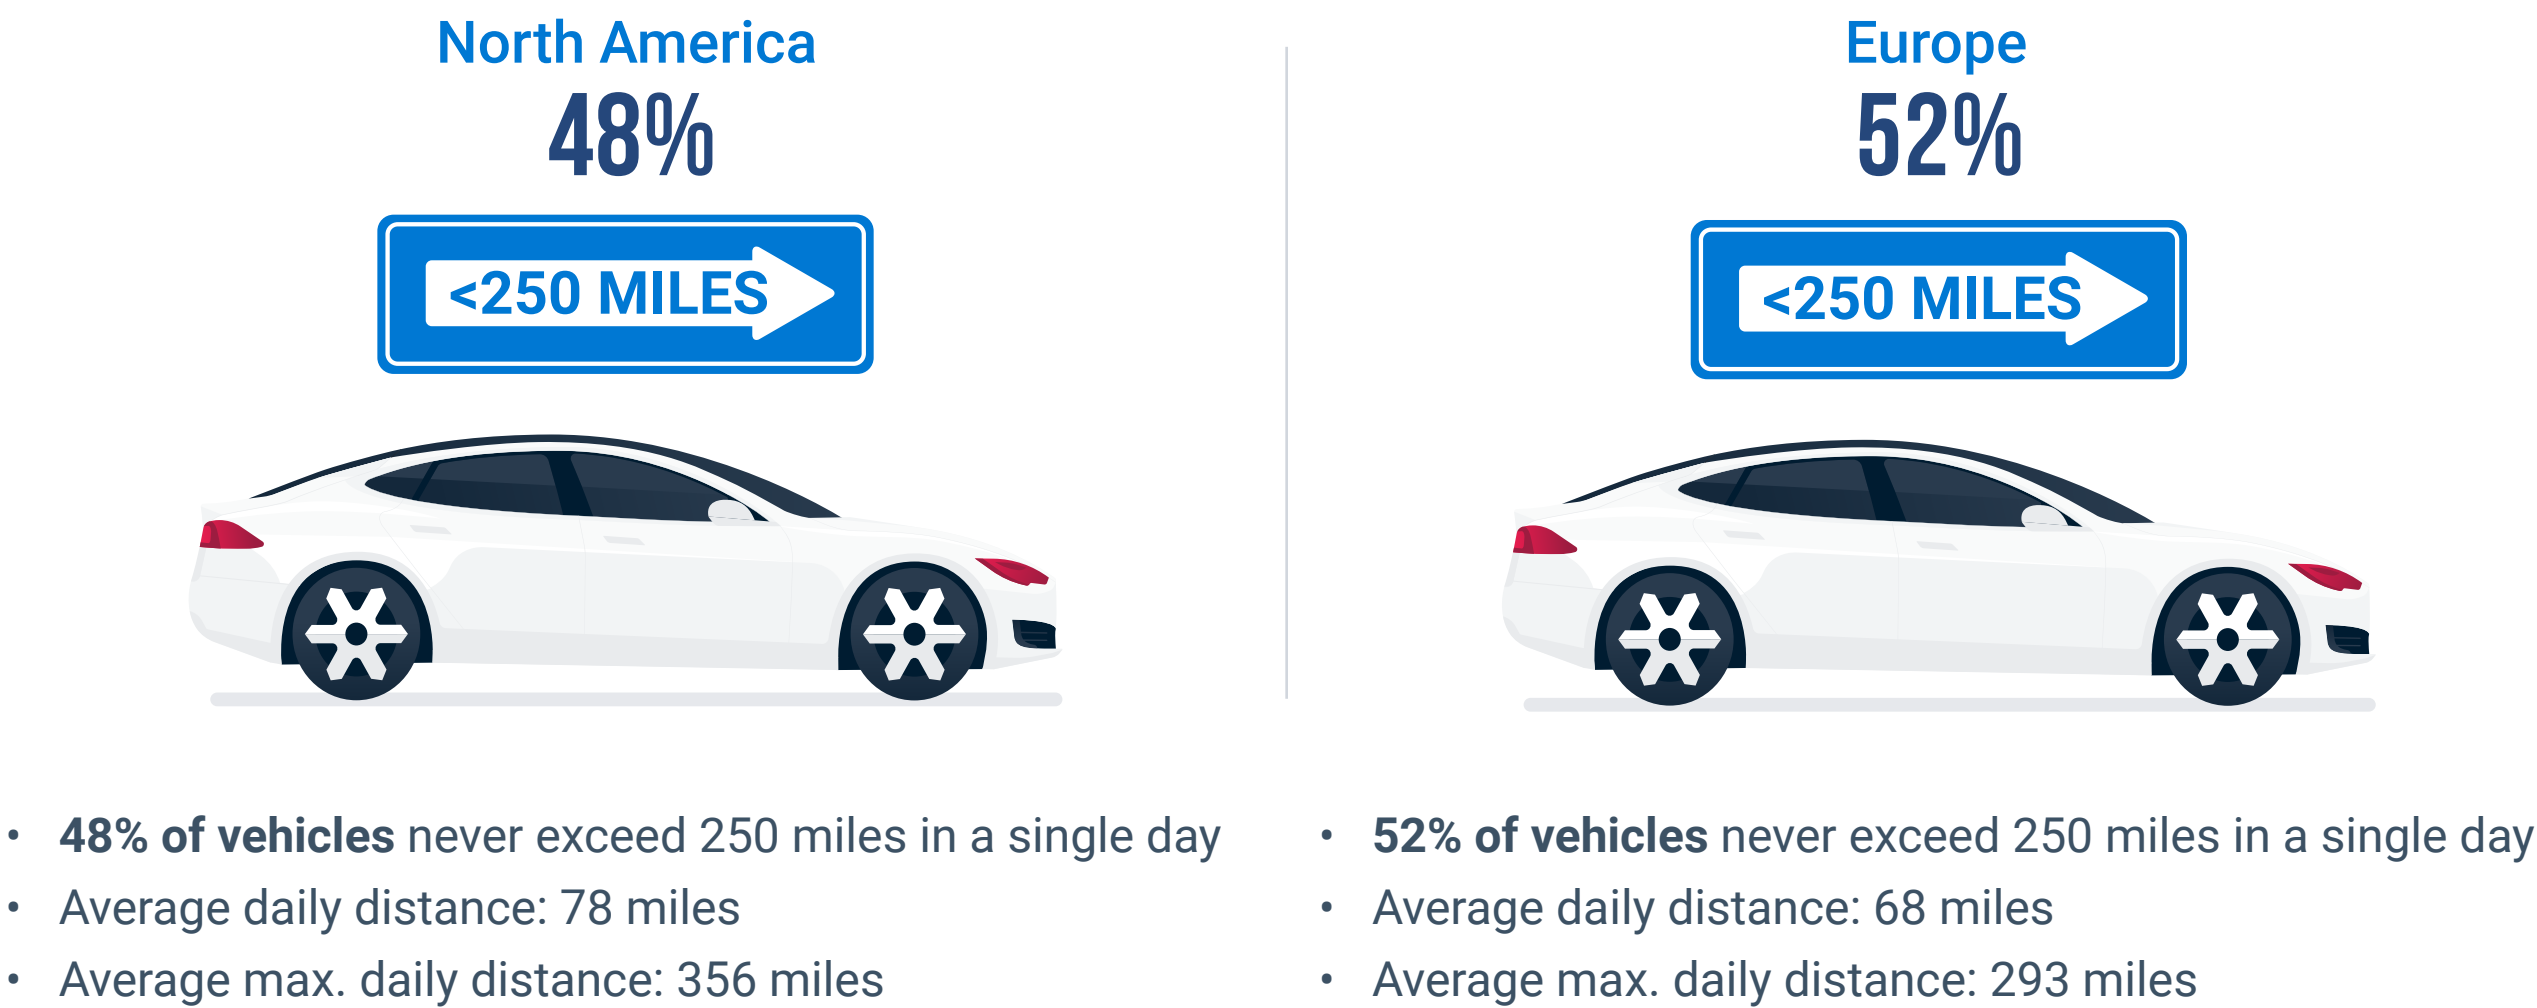 North America
48%
<250 MILES
• 48% of vehicles never exceed 250 miles in a single day
• Average daily distance: 78 miles
• Average max. daily distance: 356 miles
Europe
52%
<250 MILES
• 52% of vehicles never exceed 250 miles in a single day
• Average daily distance: 68 miles
• Average max. daily distance: 293 miles